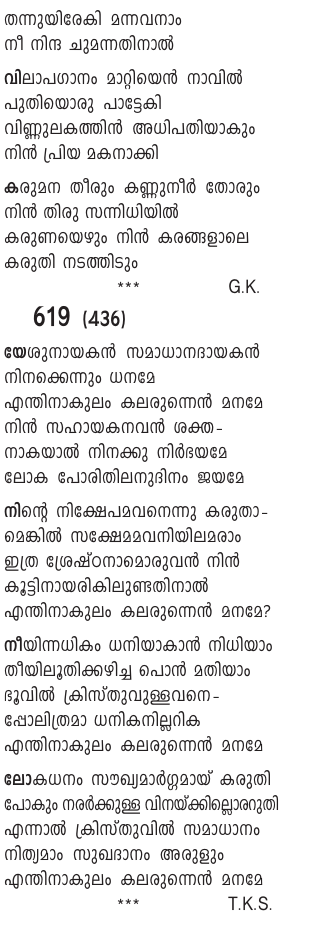 തന്നുയിരേകി മന്നവനാം
നീ നിന്ദ ചുമന്നതിനാൽ
വിലാപഗാനം മാറ്റിയെൻ നാവിൽ
പുതിയൊരു പാട്ടേകി
വിണ്ണുലകത്തിൻ അധിപതിയാകും
നിൻ പ്രിയ മകനാക്കി
കരുമന തീരും കണ്ണുനീർ തോരും
നിൻ തിരു സന്നിധിയിൽ
കരുണയെഴും നിൻ കരങ്ങളാലെ
കരുതി നടത്തിടും
*** G.K.
619 (436)
യേശുനായകൻ സമാധാനദായകൻ
നിനക്കെന്നും ധനമേ
എന്തിനാകുലം കലരുന്നെൻ മനമേ
നിൻ സഹായകനവൻ ശക്ത-
നാകയാൽ നിനക്കു നിർഭയമേ
ലോക പോരിതിലനുദിനം ജയമേ
നിന്റെ നിക്ഷേപമവനെന്നു കരുതാ-
മെങ്കിൽ സക്ഷേമമവനിയിലമരാം
ഇത്ര ശ്രേഷ്ഠനാമൊരുവൻ നിൻ
കൂട്ടിനായരികിലുണ്ടതിനാൽ
എന്തിനാകുലം കലരുന്നെൻ മനമേ?
നീയിന്നധികം ധനിയാകാൻ നിധിയാം
തീയിലൂതിക്കഴിച്ച പൊൻ മതിയാം
ഭൂവിൽ ക്രിസ്തുവുള്ളവനെ-
പ്പോലിത്രമാ ധനികനില്ലറിക
എന്തിനാകുലം കലരുന്നെൻ മനമേ
ലോകധനം സൗഖ്യമാർഗ്ഗമായ് കരുതി
പോകും നരർക്കുള്ള വിനയ്ക്കില്ലൊരറുതി
എന്നാൽ ക്രിസ്തുവിൽ സമാധാനം
നിത്യമാം സുഖദാനം അരുളും
എന്തിനാകുലം കലരുന്നെൻ മനമേ
*** T.K.S.